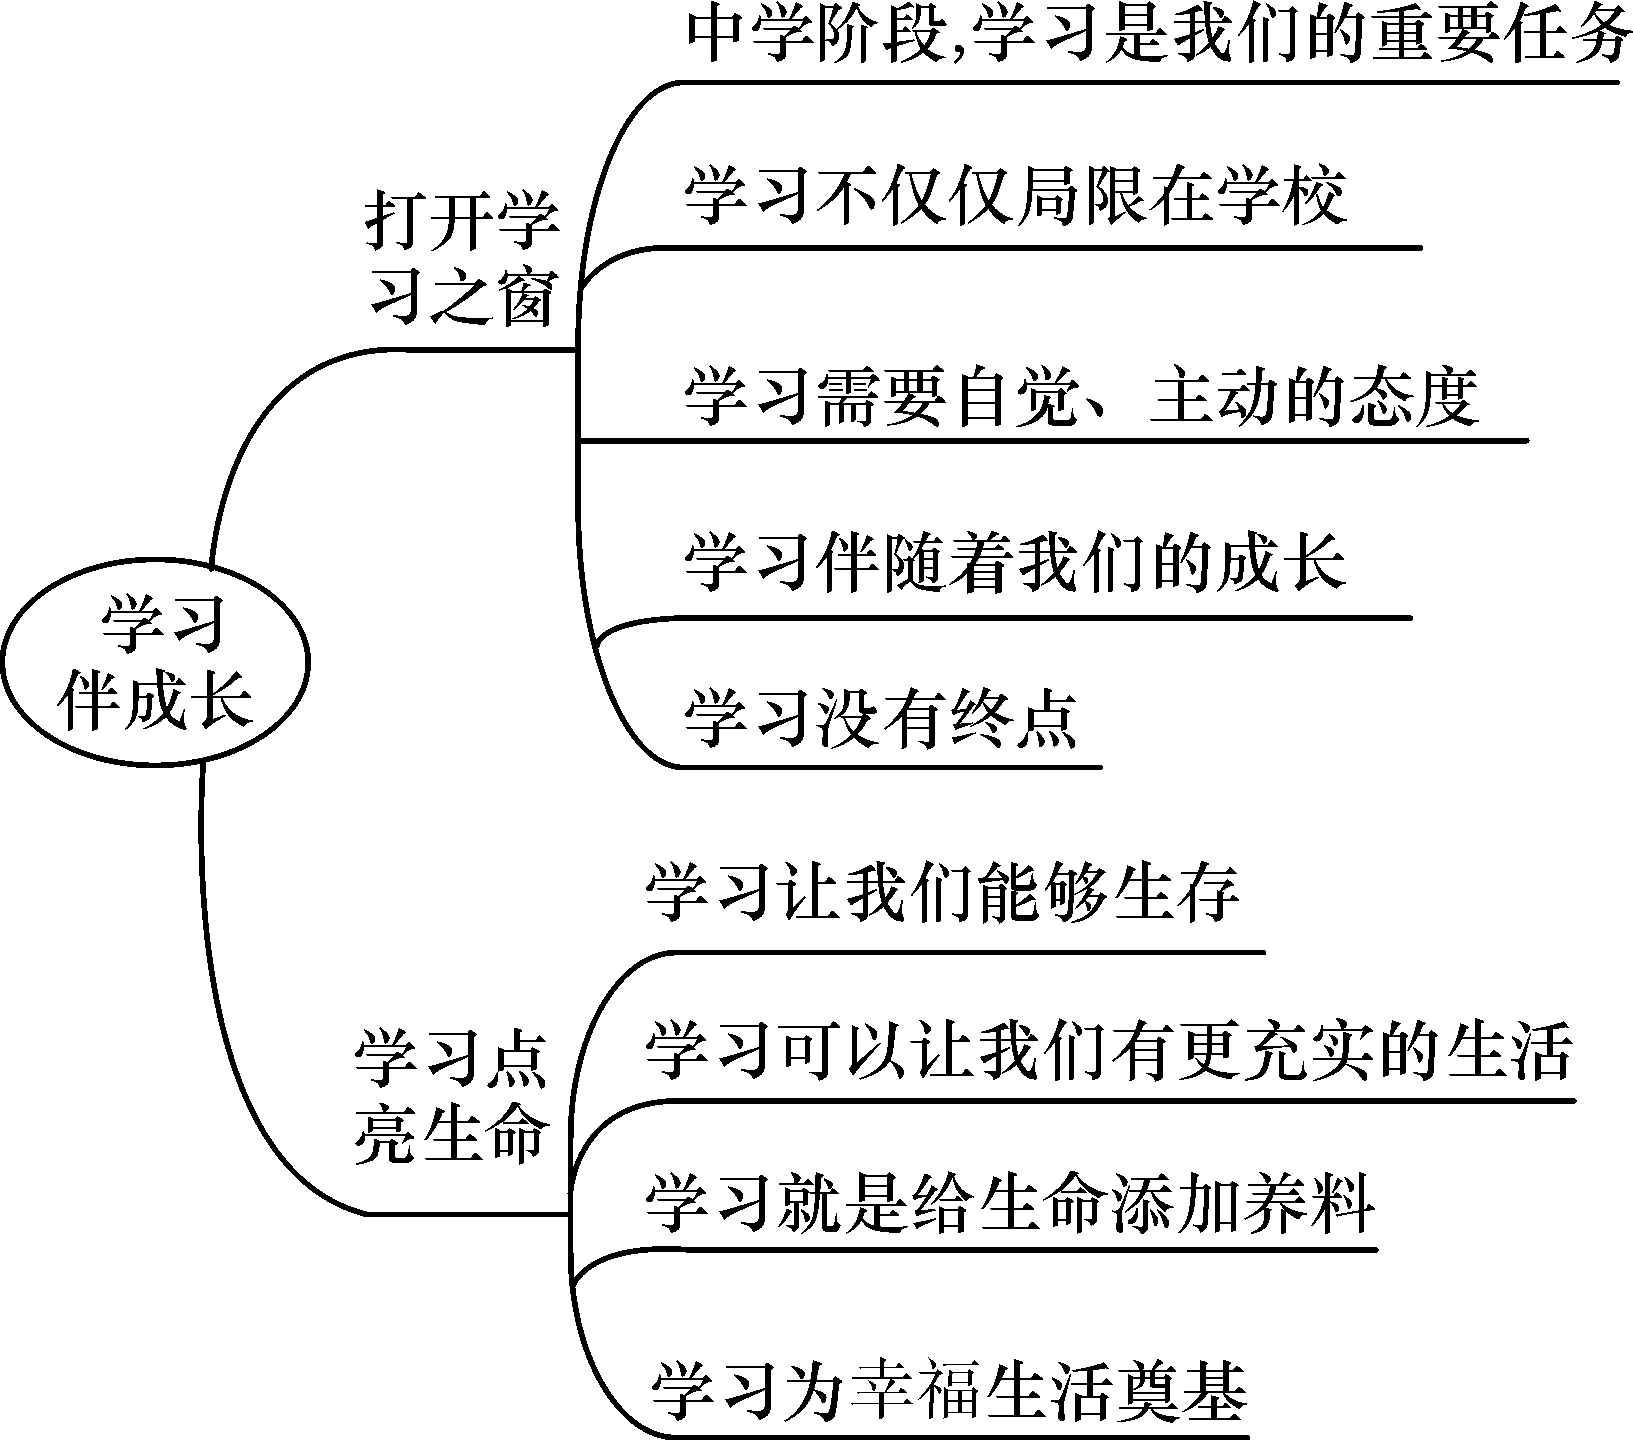 中学阶段,学习是我们的重要任务
学习不仅仅局限在学校
打开学
习之窗
学习需要自觉、主动的态度
学习伴随着我们的成长
学习没有终点
学习
伴成长
学习让我们能够生存
学习可以让我们有更充实的生活
学习点
亮生命
学习就是给生命添加养料
学习为幸福生活奠基